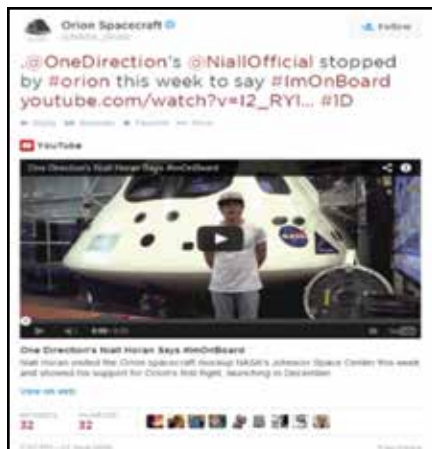 Orion Spacecraft
Follow
.@OneDirection's @NiallOfficial stopped
by #orion this week to say #ImOnBoard
youtube.com/watch?v=I2_RYI... #1D
Reply
Favorite
More
YouTube
One Direction's Niall Horan Says #ImOnBoard
NASA
One Direction's Niall Horan Says #ImOnBoard
Niall Horan visited the Orion spacecraft mockup NASA's Johnson Space Center this week
and showed his support for Orion's first flight, launching in December.
View on web
32
32